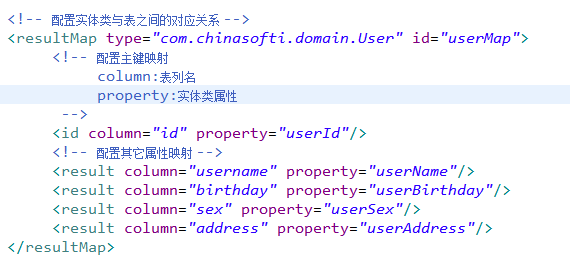 <!-- 配置实体类与表之间的对应关系 -->
<resultMap type="com.chinasofti.domain.User" id="userMap">
<!-- 配置主键映射
column:表列名
property:实体类属性
-->
<id column="id" property="userId"/>
<!-- 配置其它属性映射 -->
<result column="username" property="userName"/>
<result column="birthday" property="userBirthday"/>
<result column="sex" property="userSex"/>
<result column="address" property="userAddress"/>
</resultMap>